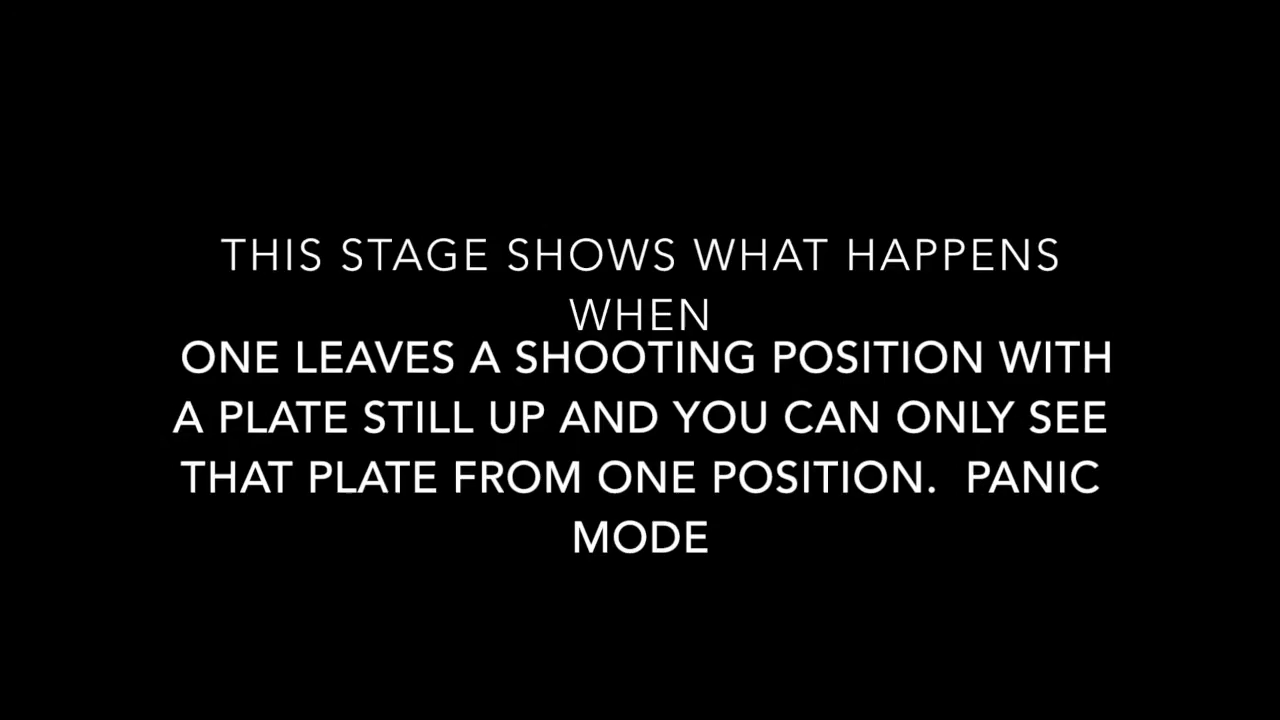 THIS STAGE SHOWS WHAT HAPPENS
WHEN
ONE LEAVES A SHOOTING POSITION WITH
A PLATE STILL UP AND YOU CAN ONLY SEE
THAT PLATE FROM ONE POSITION.  PANIC
MODE